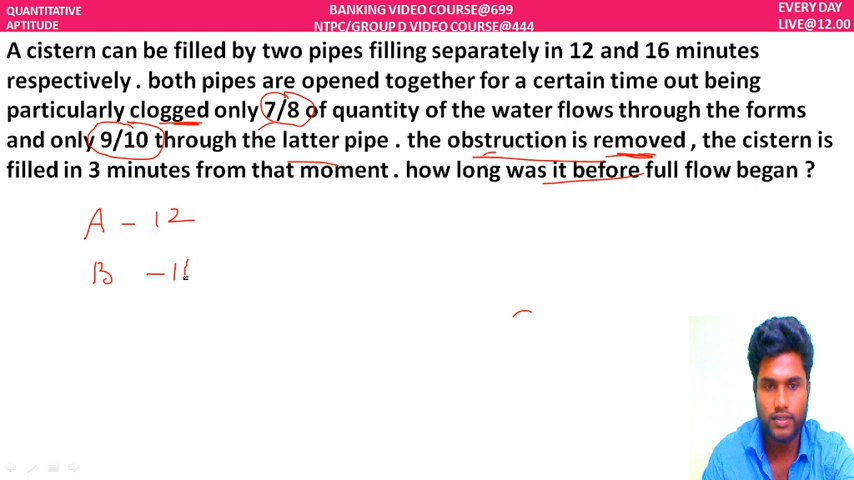 QUANTITATIVE APTITUDE
BANKING VIDEO COURSE@699
NTPC/GROUP D VIDEO COURSE@444
EVERY DAY LIVE@12.00
A cistern can be filled by two pipes filling separately in 12 and 16 minutes
respectively . both pipes are opened together for a certain time out being
particularly clogged only 7/8 of quantity of the water flows through the forms
and only 9/10 through the latter pipe . the obstruction is removed , the cistern is
filled in 3 minutes from that moment . how long was it before full flow began ?
A - 12
B -